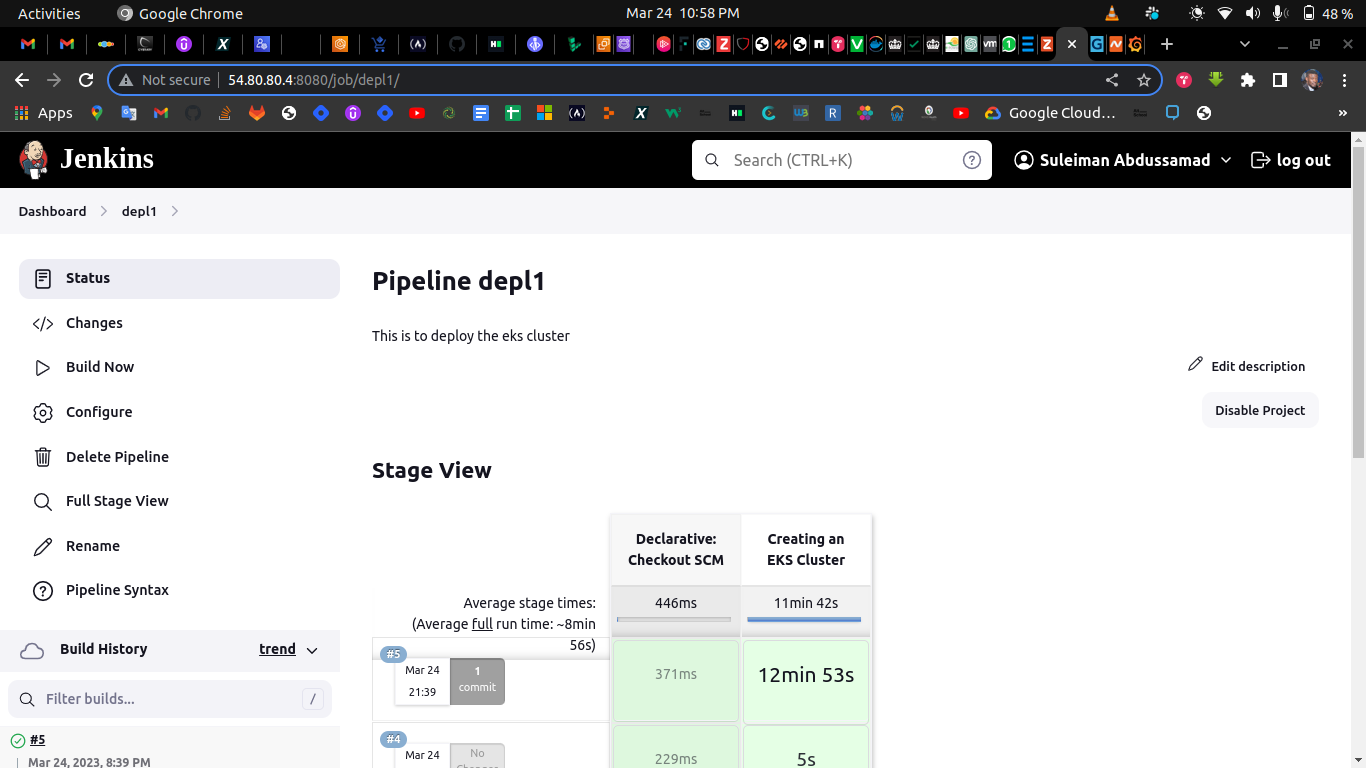 Activities
Google Chrome
Mar 24 10:58 PM
48 %
Not secure
54.80.80.4:8080/job/depl1/
Apps
Google Cloud…
»
Jenkins
Search (CTRL+K)
Suleiman Abdussamad
log out
Dashboard
depl1
Status
Changes
Build Now
Configure
Delete Pipeline
Full Stage View
Rename
Pipeline Syntax
Build History
trend
Filter builds...
/
#5
Mar 24, 2023, 8:39 PM
Pipeline depl1
This is to deploy the eks cluster
Edit description
Disable Project
Stage View
Declarative:
Checkout SCM
Creating an
EKS Cluster
Average stage times:
(Average full run time: ~8min
56s)
446ms
11min 42s
#5
Mar 24
21:39
1
commit
371ms
12min 53s
#4
Mar 24
No
Changes
229ms
5s